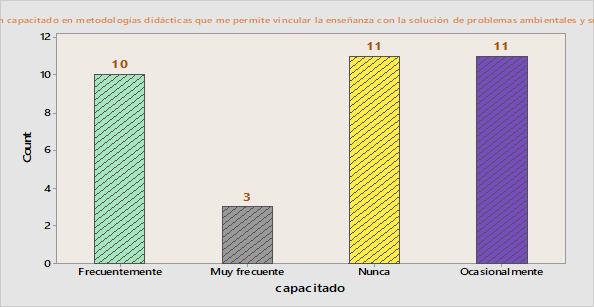 capacitado en metodologías didácticas que me permite vincular la enseñanza con la solución de problemas ambientales y
12
10
8
6
4
2
0
Count
10
3
11
11
Frecuentemente Muy frecuente Nunca Ocasionalmente
capacitado